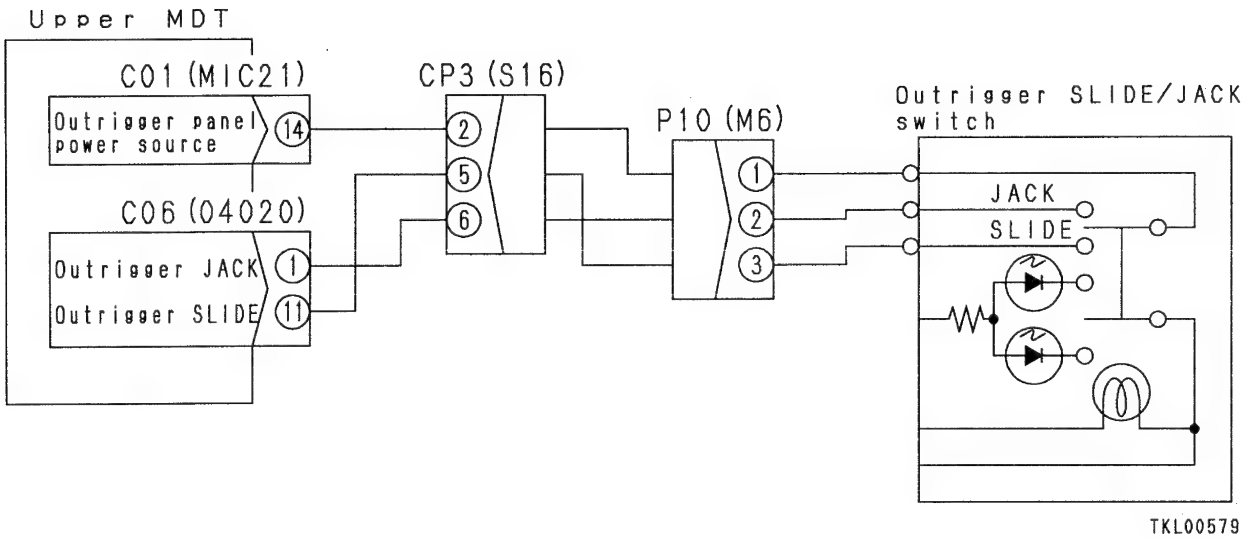 Upper MDT
C01 (MIC21)
Outrigger panel
power source
14
C06 (04020)
Outrigger JACK
1
Outrigger SLIDE
11
CP3 (S16)
2
5
6
P10 (M6)
1
2
3
Outrigger SLIDE/JACK
switch
JACK
SLIDE
TKL00579